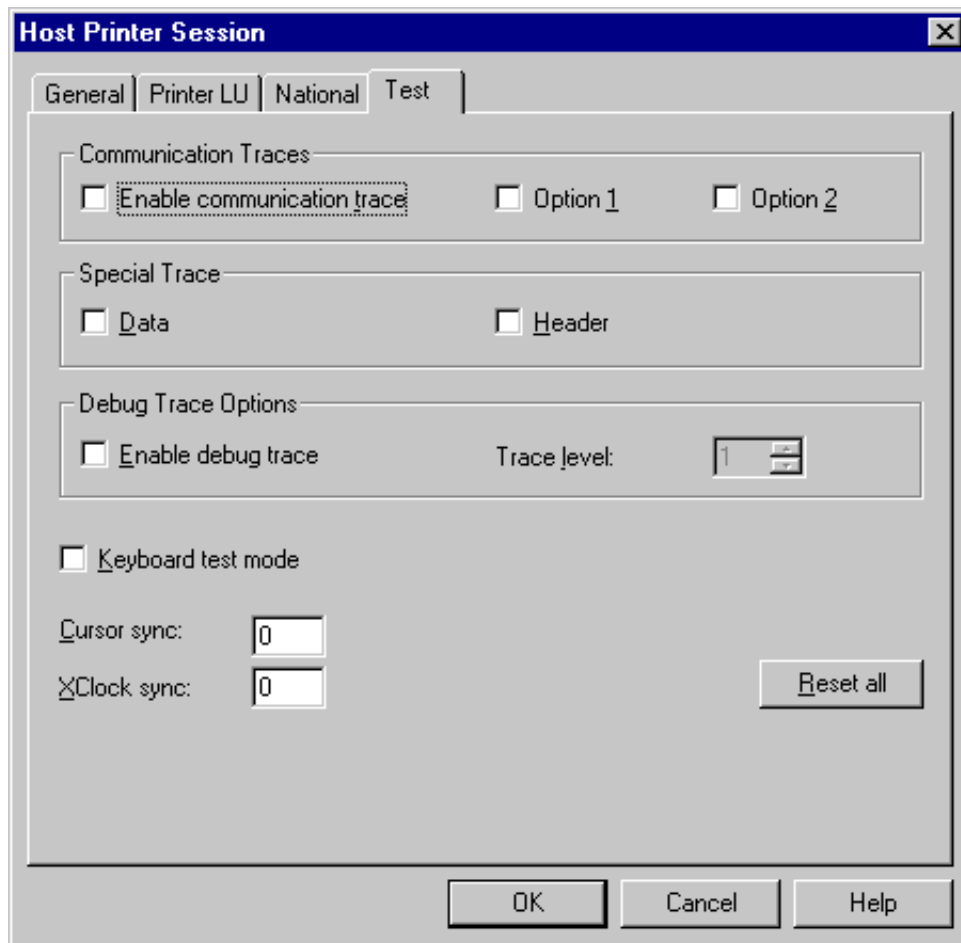 Host Printer Session
General Printer LU National Test
Communication Traces
Enable communication trace Option 1 Option 2
Special Trace
Data Header
Debug Trace Options
Enable debug trace Trace level: 1
Keyboard test mode
Cursor sync: 0
XClock sync: 0
Reset all
OK Cancel Help